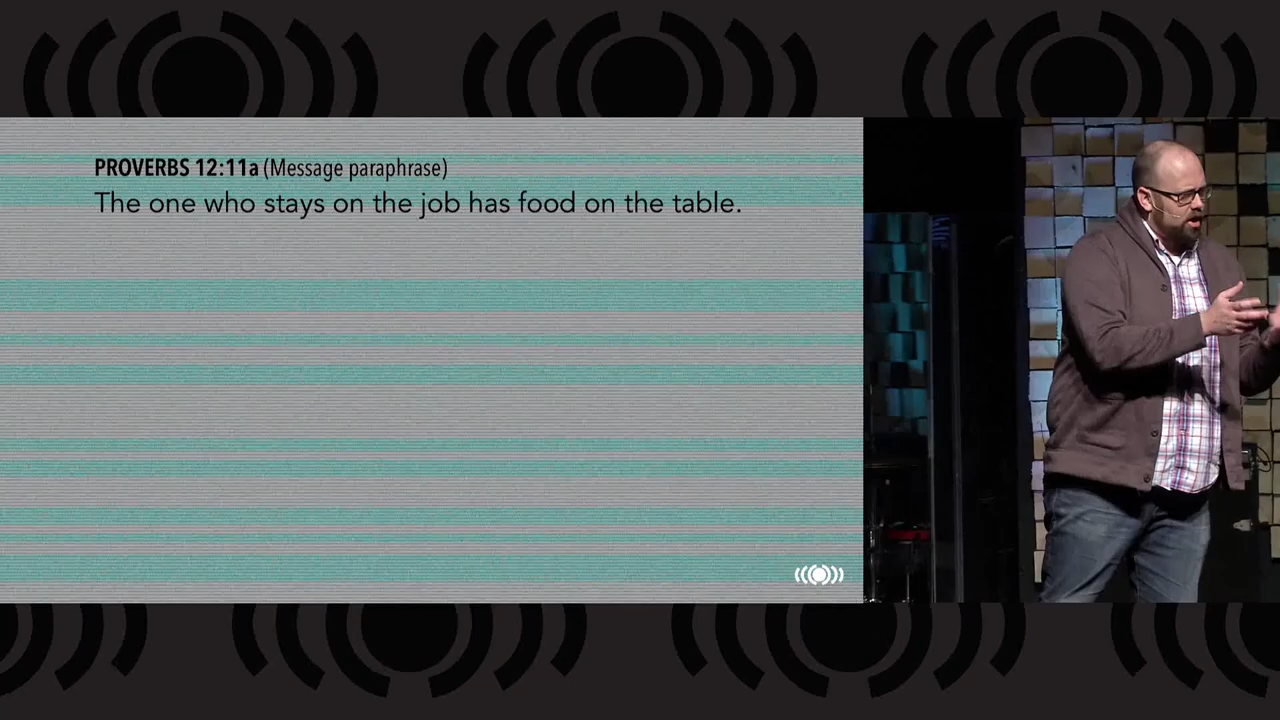 PROVERBS 12:11a (Message paraphrase)
The one who stays on the job has food on the table.